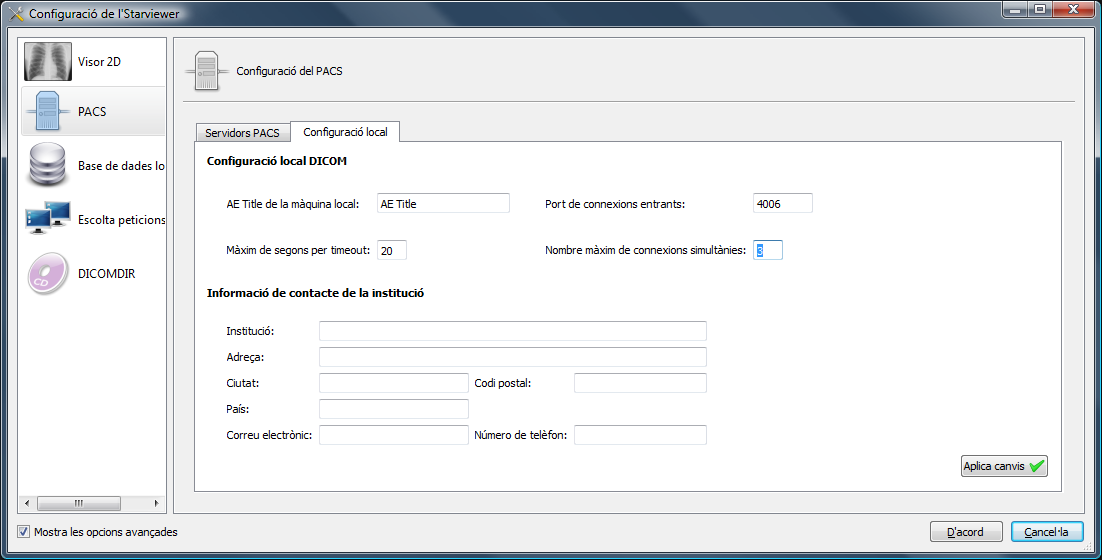 Configuració de l'Starviewer
Visor 2D
PACS
Base de dades lo
Escolta peticions
DICOMDIR
Configuració del PACS
Servidors PACS
Configuració local
Configuració local DICOM
AE Title de la màquina local: AE Title
Port de connexions entrants: 4006
Màxim de segons per timeout: 20
Nombre màxim de connexions simultànies: 3
Informació de contacte de la institució
Institució:
Adreça:
Ciutat:
Codi postal:
País:
Correu electrònic:
Número de telèfon:
Aplica canvis
Mostra les opcions avançades
D'acord
Cancel·la
CD